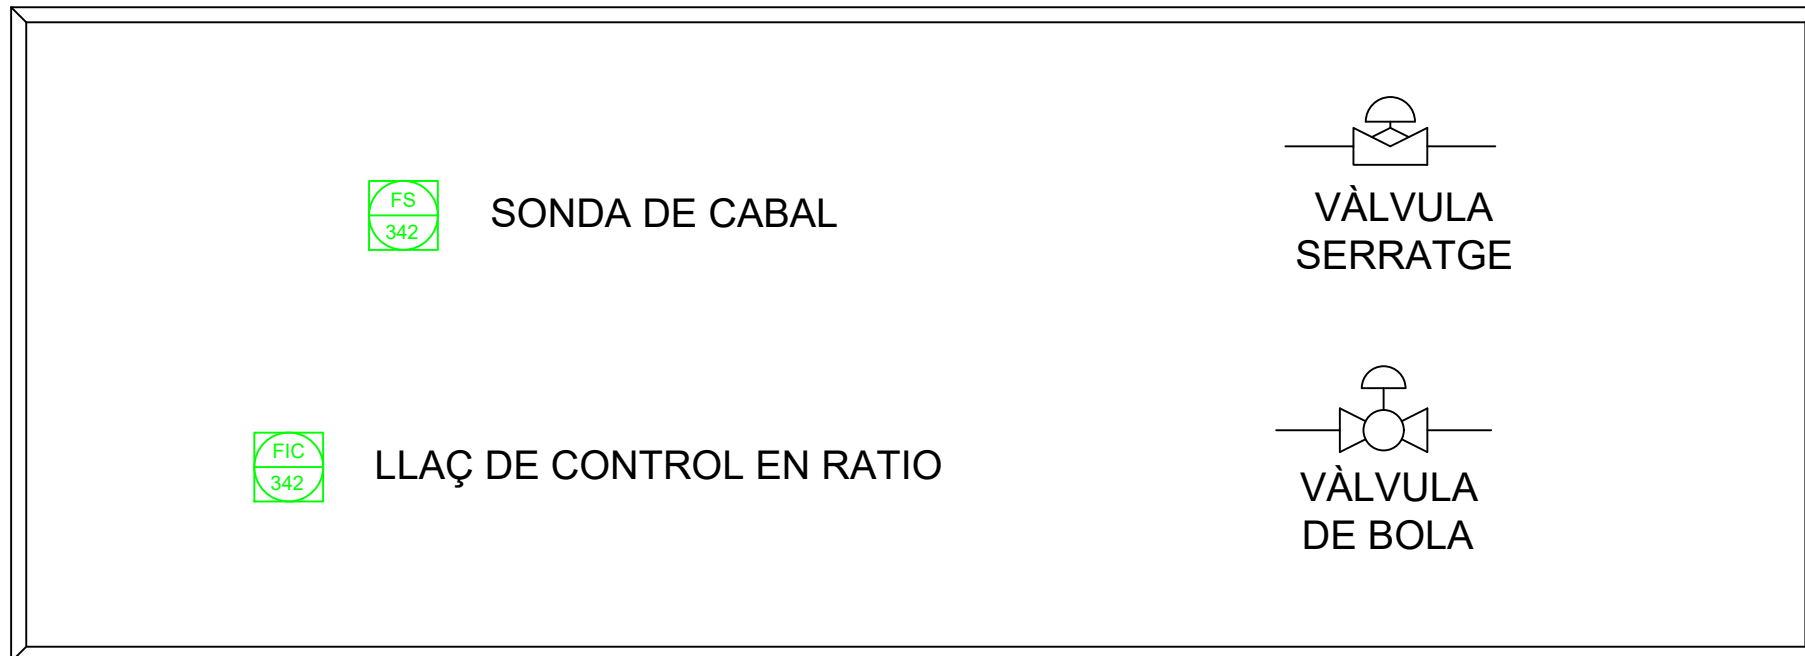 FS
342
SONDA DE CABAL
VÀLVULA
SERRATGE
FIC
342
LLAÇ DE CONTROL EN RATIO
VÀLVULA
DE BOLA